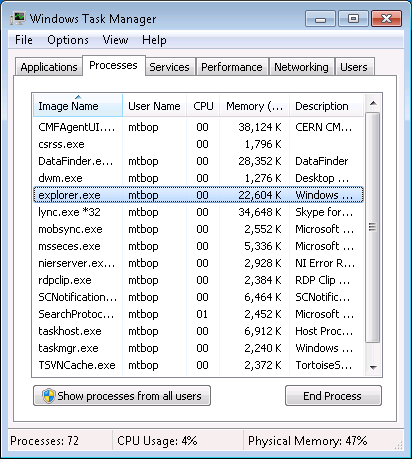 Windows Task Manager
File Options View Help
Applications Processes Services Performance Networking Users
Image Name User Name CPU Memory (... Description
CMFAgentUI.... mtbop 00 38,124 K CERN CM...
csrss.exe 00 1,796 K
DataFinder.e... mtbop 00 28,352 K DataFinder
dwm.exe mtbop 00 1,276 K Desktop ...
explorer.exe mtbop 00 22,604 K Windows ...
lync.exe *32 mtbop 00 34,648 K Skype for...
mobsync.exe mtbop 00 2,552 K Microsoft ...
msseces.exe mtbop 00 5,336 K Microsoft ...
nierserver.ex... mtbop 00 2,928 K NI Error R...
rdpclip.exe mtbop 00 2,384 K RDP Clip ...
SCNotification... mtbop 00 6,464 K SCNotific...
SearchProtoc... mtbop 01 2,452 K Microsoft ...
taskhost.exe mtbop 00 6,912 K Host Proc...
taskmgr.exe mtbop 00 2,240 K Windows ...
TSVNCache.exe mtbop 00 2,372 K TortoiseS...
Show processes from all users End Process
Processes: 72 CPU Usage: 4% Physical Memory: 47%